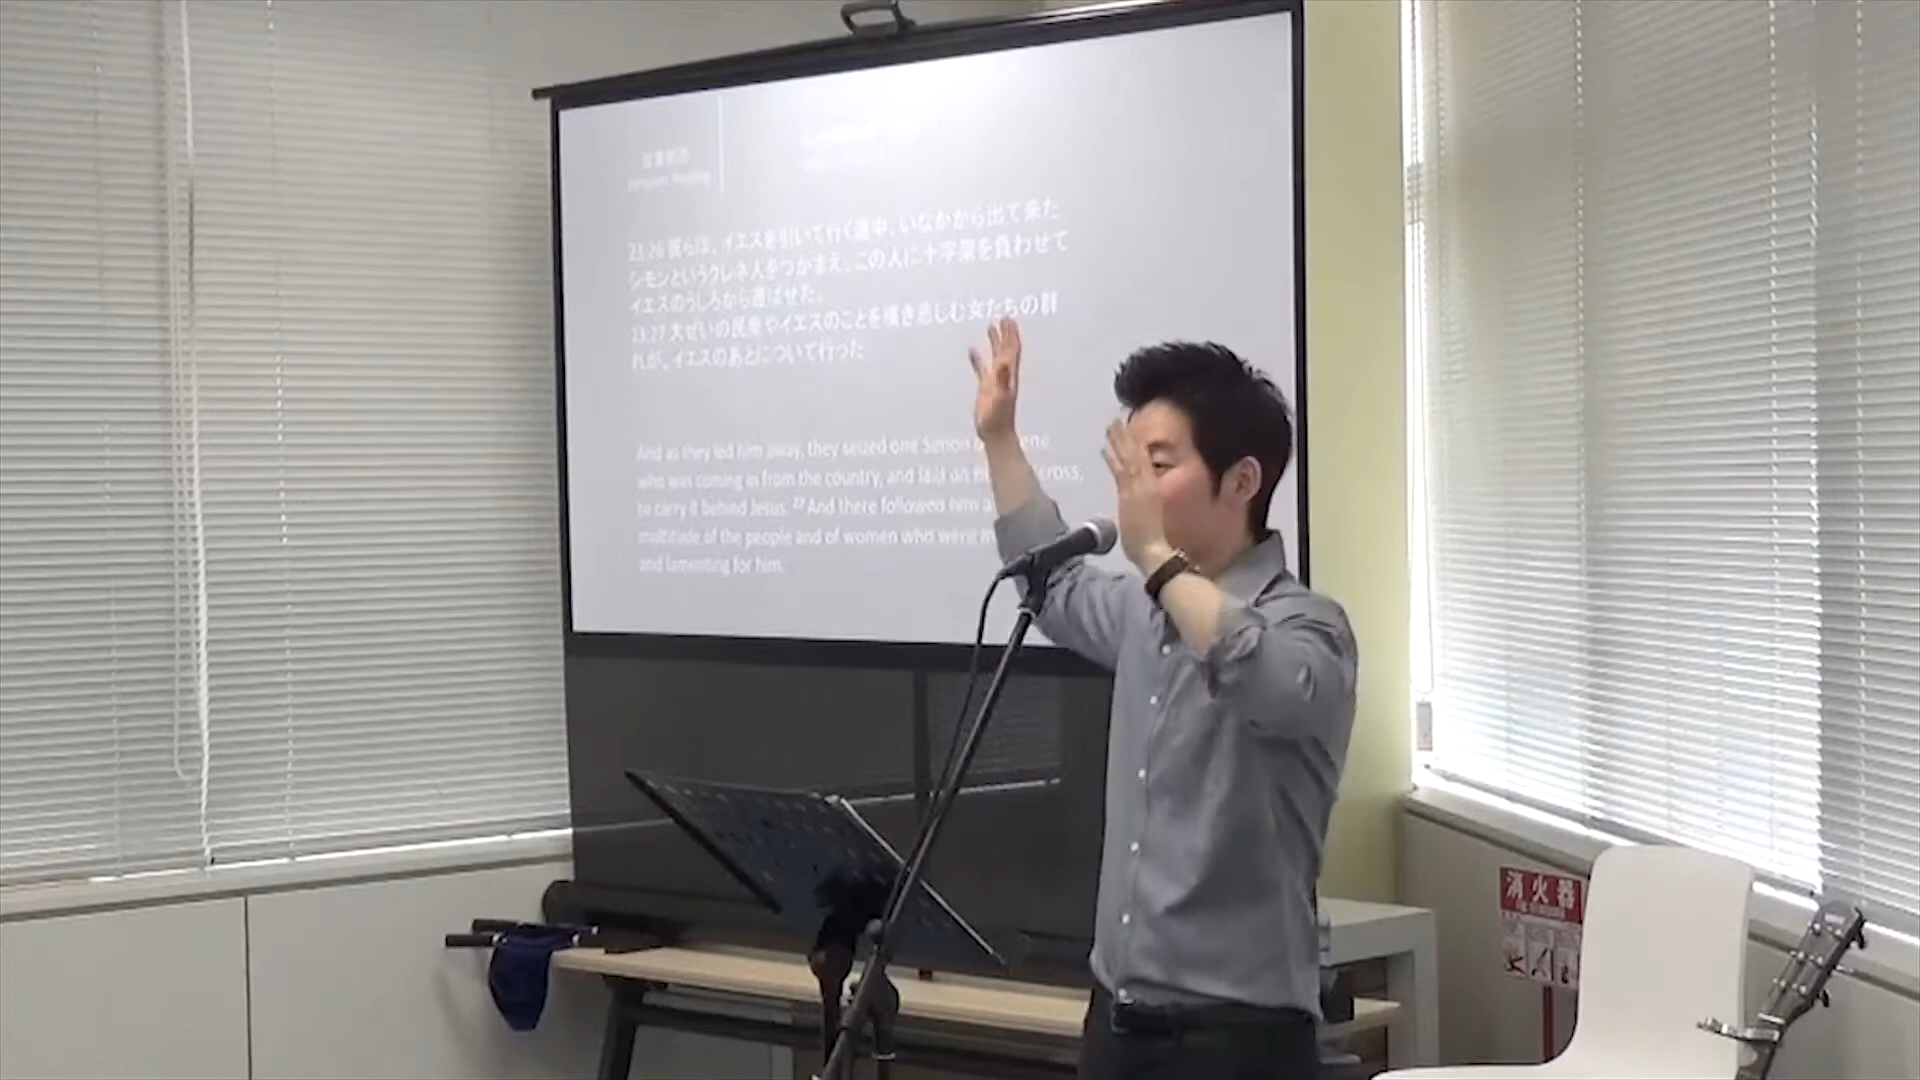 聖書朗読
Scripture Reading
23:26 彼らは、イエスを引いて行く途中、いなかから出て来た
シモンというクレネ人をつかまえ、この人に十字架を負わせて
イエスのうしろから運ばせた。
23:27 大ぜいの民衆やイエスのことを嘆き悲しむ女たちの群
れが、イエスのあとについて行った
And as they led him away, they seized one Simon
who was coming in from the country, and laid on cross,
to carry it behind Jesus. 27 And there followed him a
multitude of the people and of women who were
and lamenting for him.
消火器